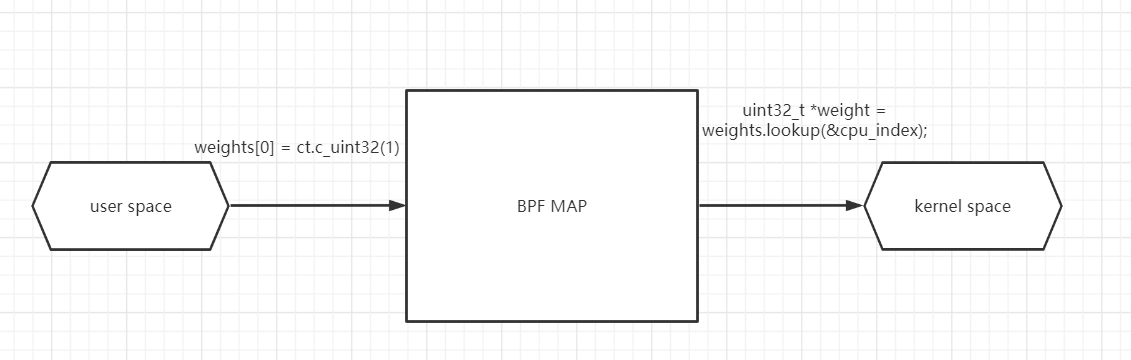 weights[0] = ct.c_uint32(1)
uint32_t *weight =
weights.lookup(&cpu_index);
user space
BPF MAP
kernel space